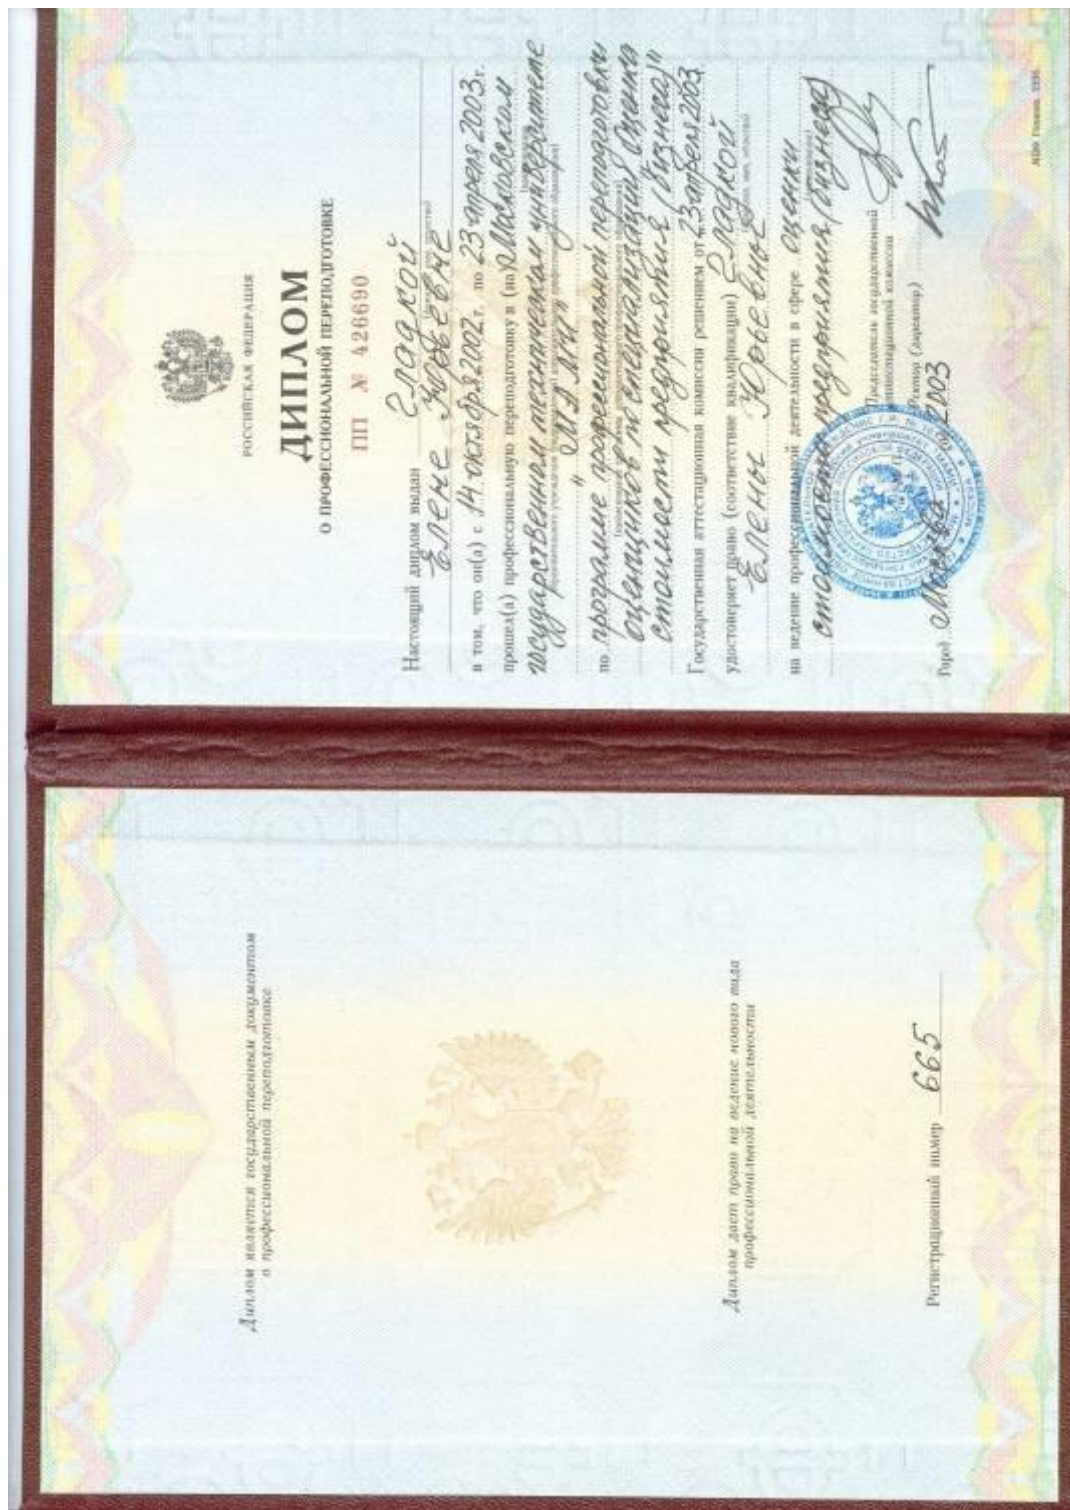 Диплом является государственным документом
о профессиональной переподготовке
Диплом дает право на ведение нового вида
профессиональной деятельности
Регистрационный номер 665
РОССИЙСКАЯ ФЕДЕРАЦИЯ
ДИПЛОМ
О ПРОФЕССИОНАЛЬНОЙ ПЕРЕПОДГОТОВКЕ
ПП № 426690
Настоящий диплом выдан Гладкой
Елене Юрьевне
в том, что он(а) с 14 октября 2002 г. по 23 апреля 2003 г.
прошел(а) профессиональную переподготовку в (на) Московском
государственном техническом университете
"МАМИ"
по программе профессиональной переподготовки
оценщиков по специализации "Оценка
стоимости предприятия (бизнеса)"
Государственная аттестационная комиссия решением от 23 апреля 2003
удостоверяет право (соответствие квалификации) Гладкой
Елены Юрьевны
на ведение профессиональной деятельности в сфере оценки
стоимости предприятия (бизнеса)
Председатель государственной
аттестационной комиссии
Ректор (директор)
Город Москва 2003